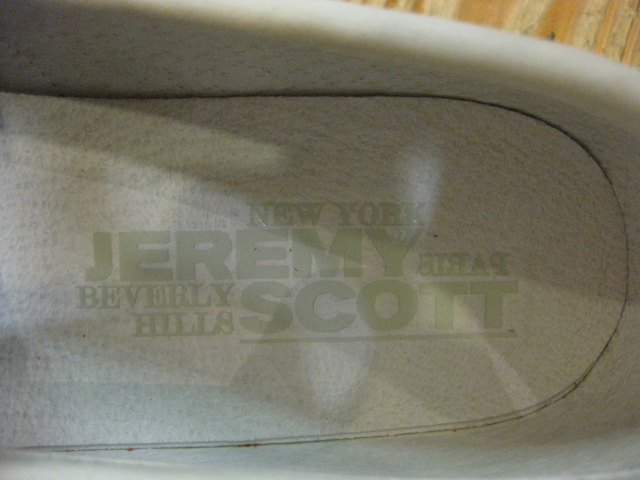 NEW YORK
JEREMY PARIS
BEVERLY HILLS SCOTT